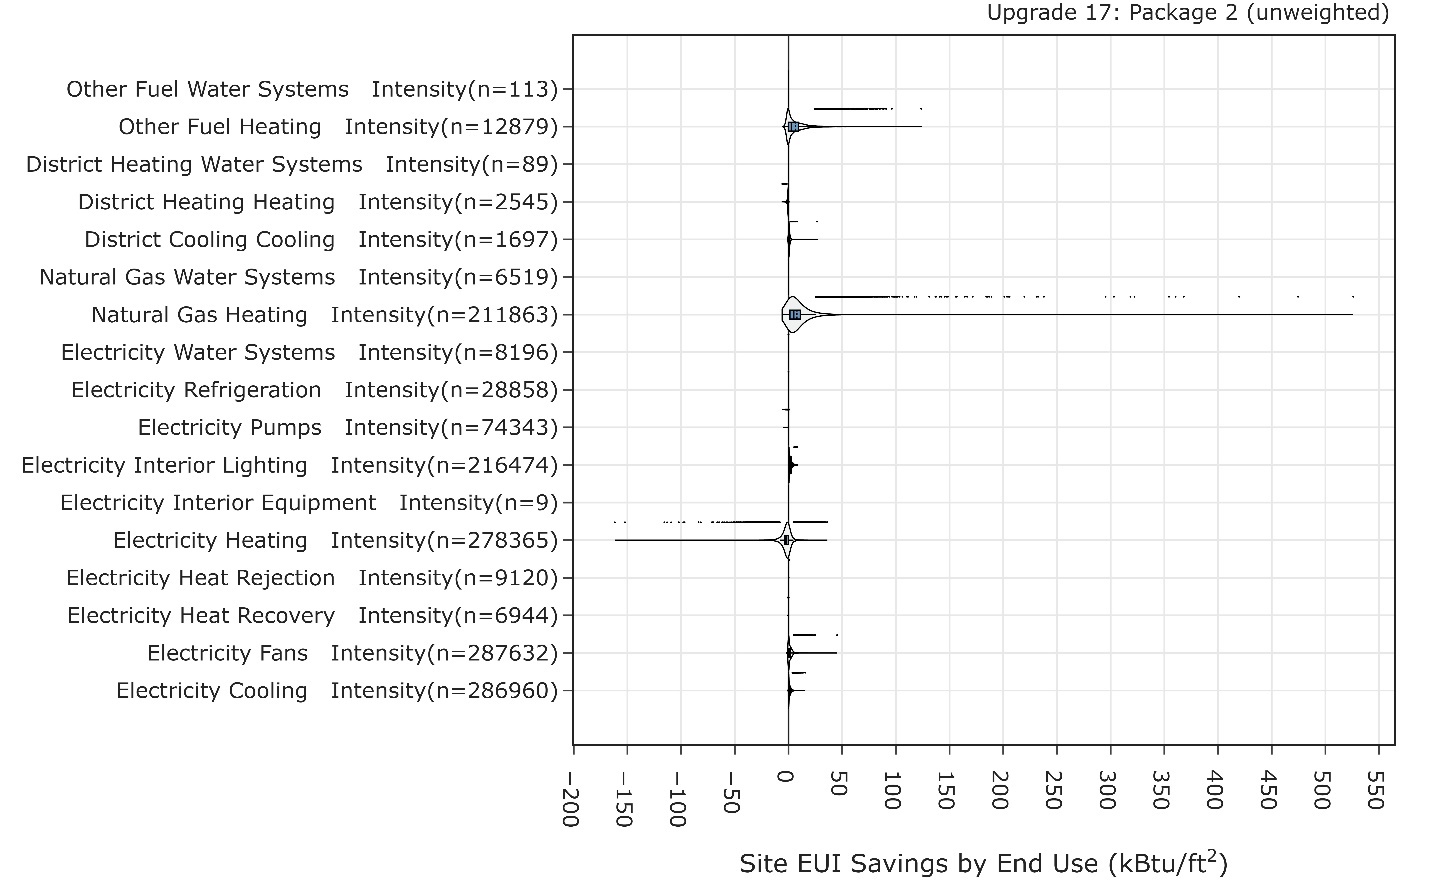 Upgrade 17: Package 2 (unweighted)
Other Fuel Water Systems Intensity(n=113)
Other Fuel Heating Intensity(n=12879)
District Heating Water Systems Intensity(n=89)
District Heating Heating Intensity(n=2545)
District Cooling Cooling Intensity(n=1697)
Natural Gas Water Systems Intensity(n=6519)
Natural Gas Heating Intensity(n=211863)
Electricity Water Systems Intensity(n=8196)
Electricity Refrigeration Intensity(n=28858)
Electricity Pumps Intensity(n=74343)
Electricity Interior Lighting Intensity(n=216474)
Electricity Interior Equipment Intensity(n=9)
Electricity Heating Intensity(n=278365)
Electricity Heat Rejection Intensity(n=9120)
Electricity Heat Recovery Intensity(n=6944)
Electricity Fans Intensity(n=287632)
Electricity Cooling Intensity(n=286960)
−200 −150 −100 −50 0 50 100 150 200 250 300 350 400 450 500 550
Site EUI Savings by End Use (kBtu/ft²)